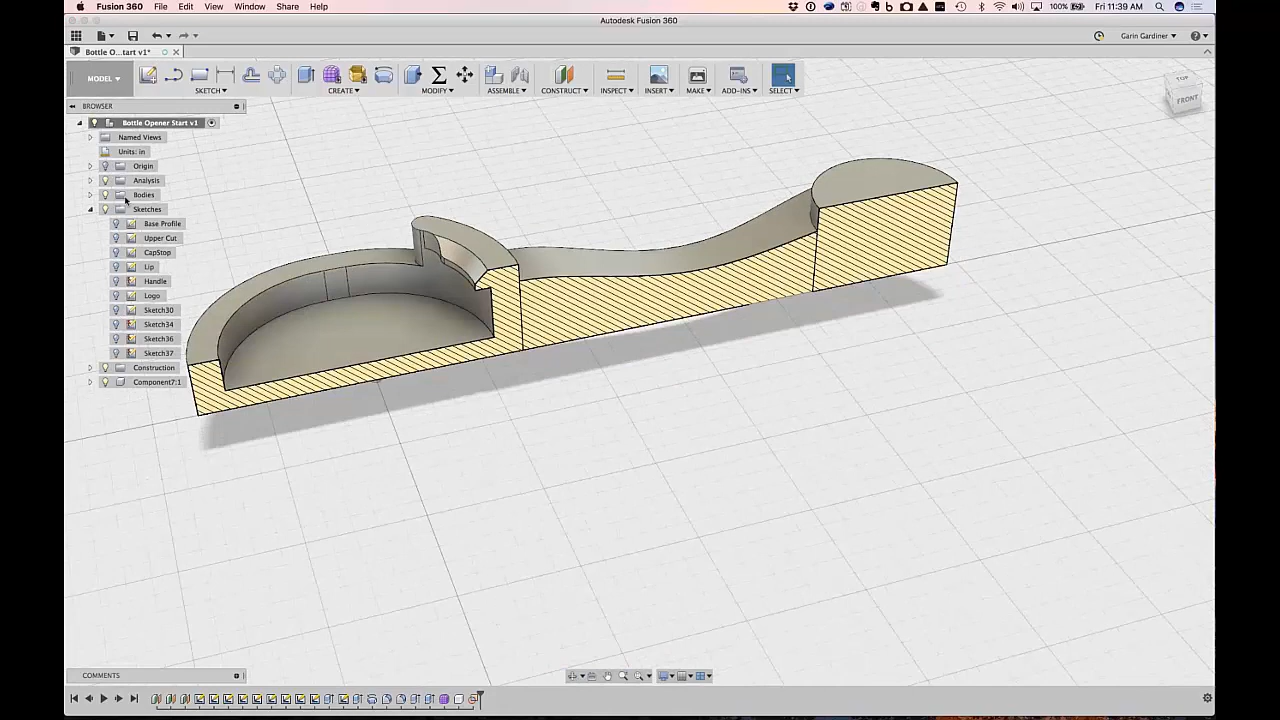 Fusion 360 File Edit View Window Share Help 100% Fri 11:39 AM Garin Gardiner
Autodesk Fusion 360
Garin Gardiner
Bottle O...tart v1*
MODEL SKETCH CREATE MODIFY ASSEMBLE CONSTRUCT INSPECT INSERT MAKE ADD-INS SELECT
TOP
FRONT
BROWSER
Bottle Opener Start v1
Named Views
Units: in
Origin
Analysis
Bodies
Sketches
Base Profile
Upper Cut
CapStop
Lip
Handle
Logo
Sketch30
Sketch34
Sketch36
Sketch37
Construction
Component7:1
COMMENTS